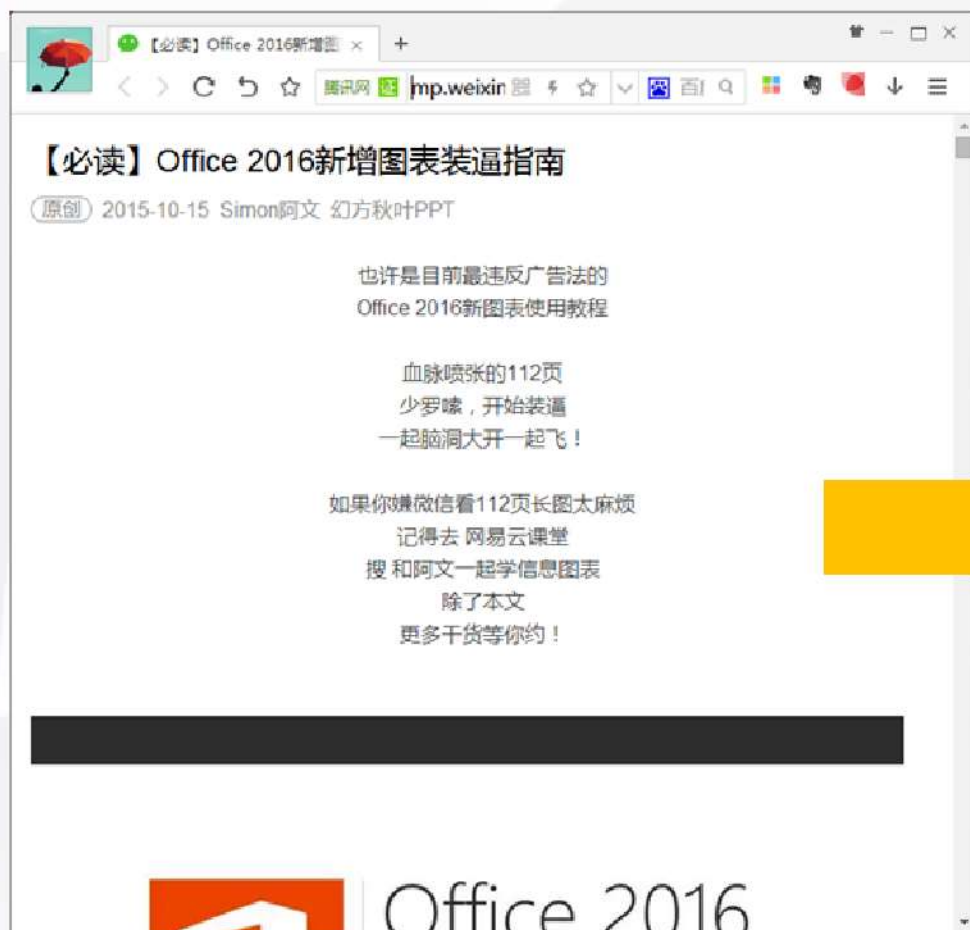 【必读】Office 2016新增图
腾讯网 证 mp.weixin
百
【必读】Office 2016新增图表装逼指南
原创 2015-10-15 Simon阿文 幻方秋叶PPT
也许是目前最违反广告法的
Office 2016新图表使用教程
血脉喷张的112页
少罗嗦，开始装逼
一起脑洞大开一起飞！
如果你嫌微信看112页长图太麻烦
记得去 网易云课堂
搜 和阿文一起学信息图表
除了本文
更多干货等你约！
Office 2016